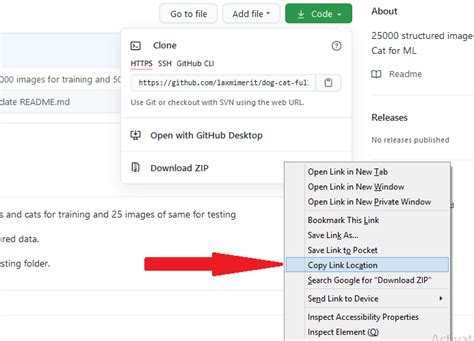 Go to file
Add file
Code
About
25000 structured images
Cat for ML
Readme
Releases
No releases published
Clone
HTTPS SSH GitHub CLI
https://github.com/laxmimerit/dog-cat-ful
Use Git or checkout with SVN using the web URL.
Open with GitHub Desktop
Download ZIP
000 images for training and 50
date README.md
s and cats for training and 25 images of same for testing
red data.
sting folder.
Open Link in New Tab
Open Link in New Window
Open Link in New Private Window
Bookmark This Link
Save Link As...
Save Link to Pocket
Copy Link Location
Search Google for "Download ZIP"
Send Link to Device
Inspect Accessibility Properties
Inspect Element (Q)
Activate